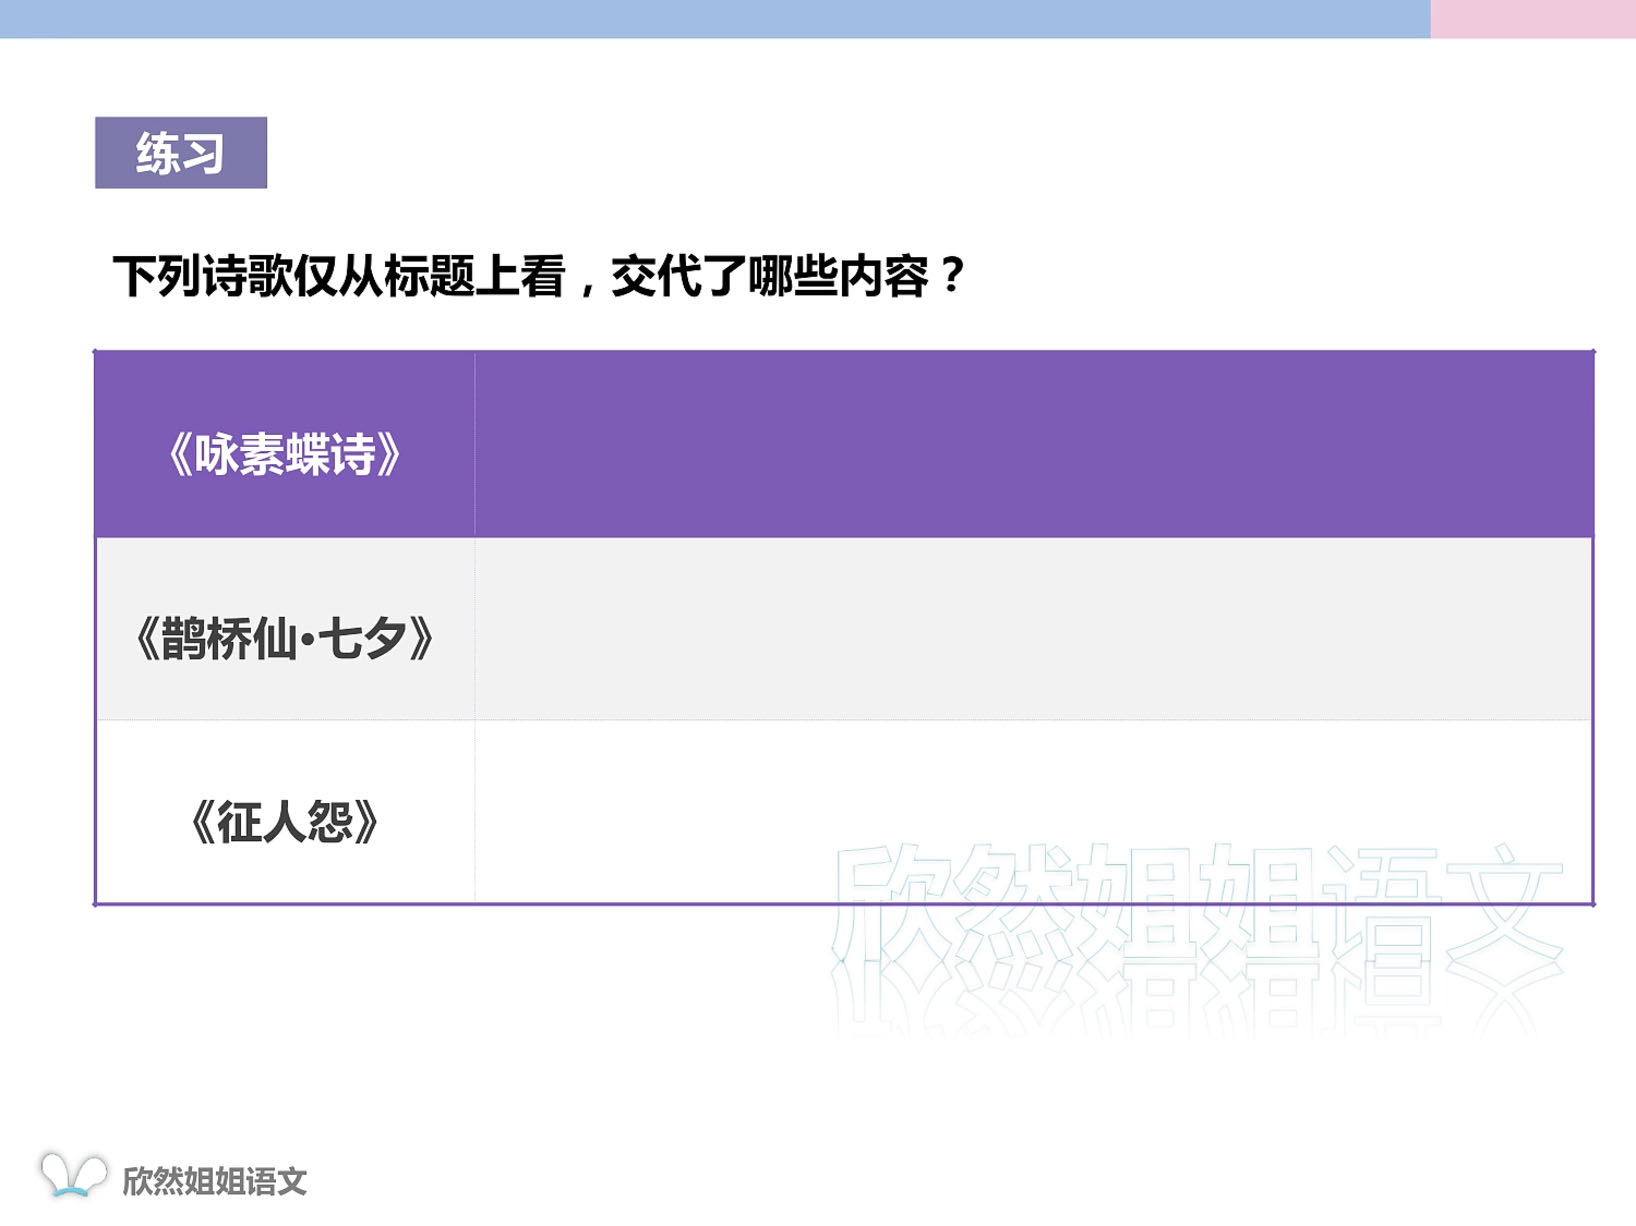 练习
下列诗歌仅从标题上看，交代了哪些内容？
《咏素蝶诗》
《鹊桥仙·七夕》
《征人怨》
欣然姐姐语文
欣然姐姐语文